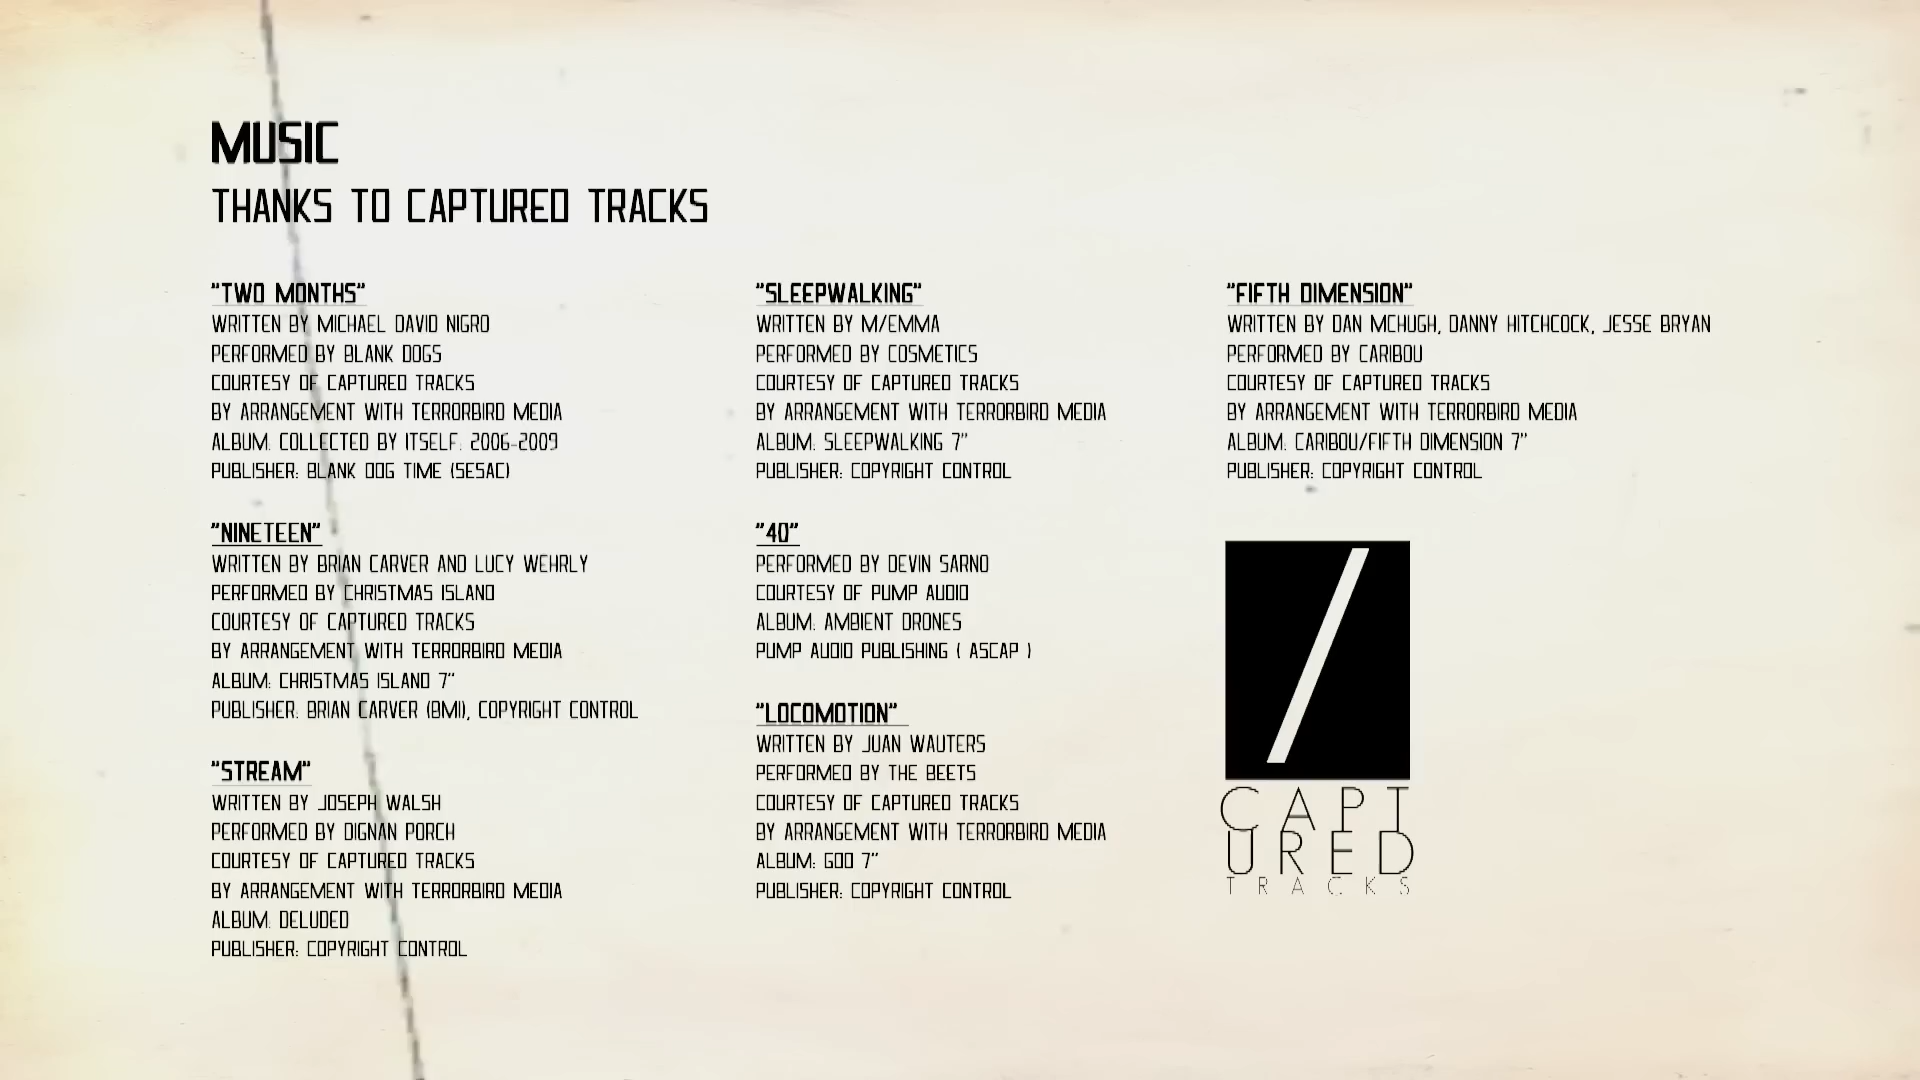 MUSIC
THANKS TO CAPTURED TRACKS
"TWO MONTHS"
WRITTEN BY MICHAEL DAVID NIGRO
PERFORMED BY BLANK DOGS
COURTESY OF CAPTURED TRACKS
BY ARRANGEMENT WITH TERRORBIRD MEDIA
ALBUM: COLLECTED BY ITSELF: 2006-2009
PUBLISHER: BLANK DOG TIME (SESAC)
"NINETEEN"
WRITTEN BY BRIAN CARVER AND LUCY WEHRLY
PERFORMED BY CHRISTMAS ISLAND
COURTESY OF CAPTURED TRACKS
BY ARRANGEMENT WITH TERRORBIRD MEDIA
ALBUM: CHRISTMAS ISLAND 7"
PUBLISHER: BRIAN CARVER (BMI), COPYRIGHT CONTROL
"STREAM"
WRITTEN BY JOSEPH WALSH
PERFORMED BY DIGNAN PORCH
COURTESY OF CAPTURED TRACKS
BY ARRANGEMENT WITH TERRORBIRD MEDIA
ALBUM: DELUDED
PUBLISHER: COPYRIGHT CONTROL
"SLEEPWALKING"
WRITTEN BY M/EMMA
PERFORMED BY COSMETICS
COURTESY OF CAPTURED TRACKS
BY ARRANGEMENT WITH TERRORBIRD MEDIA
ALBUM: SLEEPWALKING 7"
PUBLISHER: COPYRIGHT CONTROL
"40"
PERFORMED BY DEVIN SARNO
COURTESY OF PUMP AUDIO
ALBUM: AMBIENT DRONES
PUMP AUDIO PUBLISHING ( ASCAP )
"LOCOMOTION"
WRITTEN BY JUAN WAUTERS
PERFORMED BY THE BEETS
COURTESY OF CAPTURED TRACKS
BY ARRANGEMENT WITH TERRORBIRD MEDIA
ALBUM: GOO 7"
PUBLISHER: COPYRIGHT CONTROL
"FIFTH DIMENSION"
WRITTEN BY DAN MCHUGH, DANNY HITCHCOCK, JESSE BRYAN
PERFORMED BY CARIBOU
COURTESY OF CAPTURED TRACKS
BY ARRANGEMENT WITH TERRORBIRD MEDIA
ALBUM: CARIBOU/FIFTH DIMENSION 7"
PUBLISHER: COPYRIGHT CONTROL
CAPT
URED
TRACKS